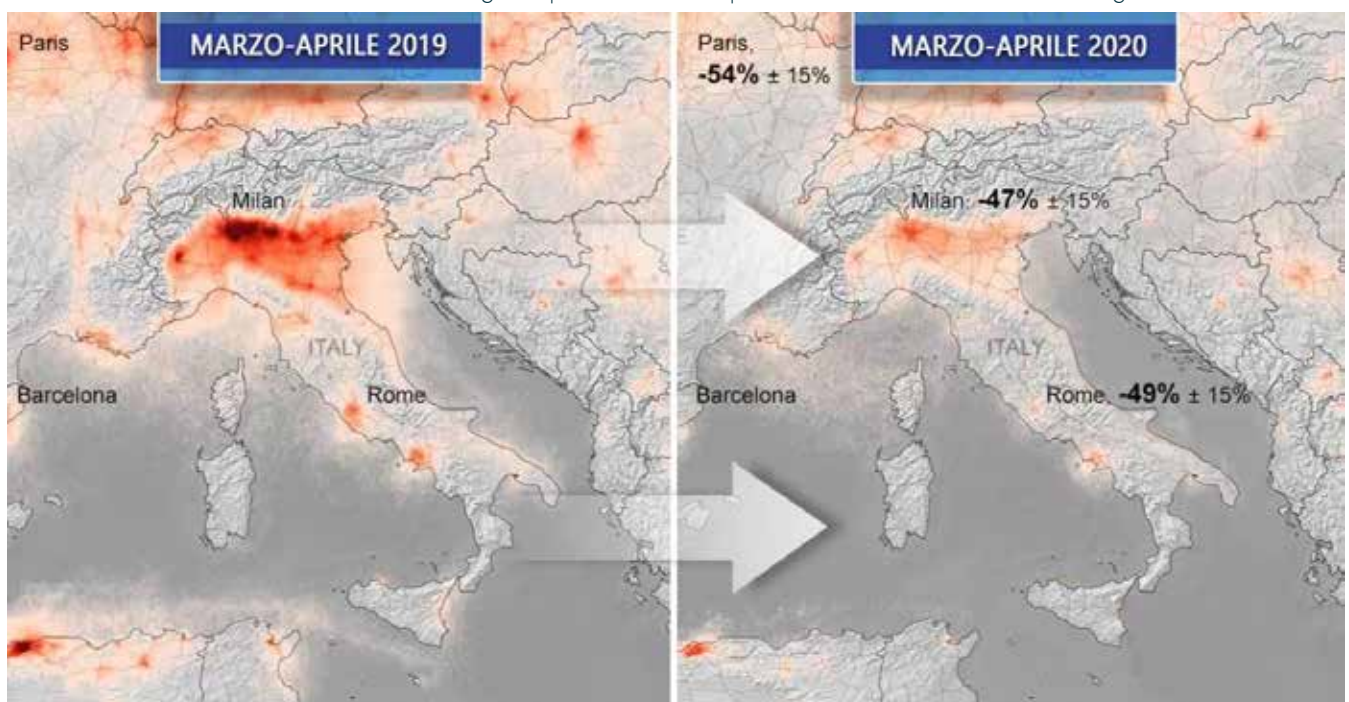 MARZO-APRILE 2019
Paris
Milan
ITALY
Rome
Barcelona
MARZO-APRILE 2020
Paris,
-54% ± 15%
Milan, -47% ± 15%
ITALY
Rome, -49% ± 15%
Barcelona